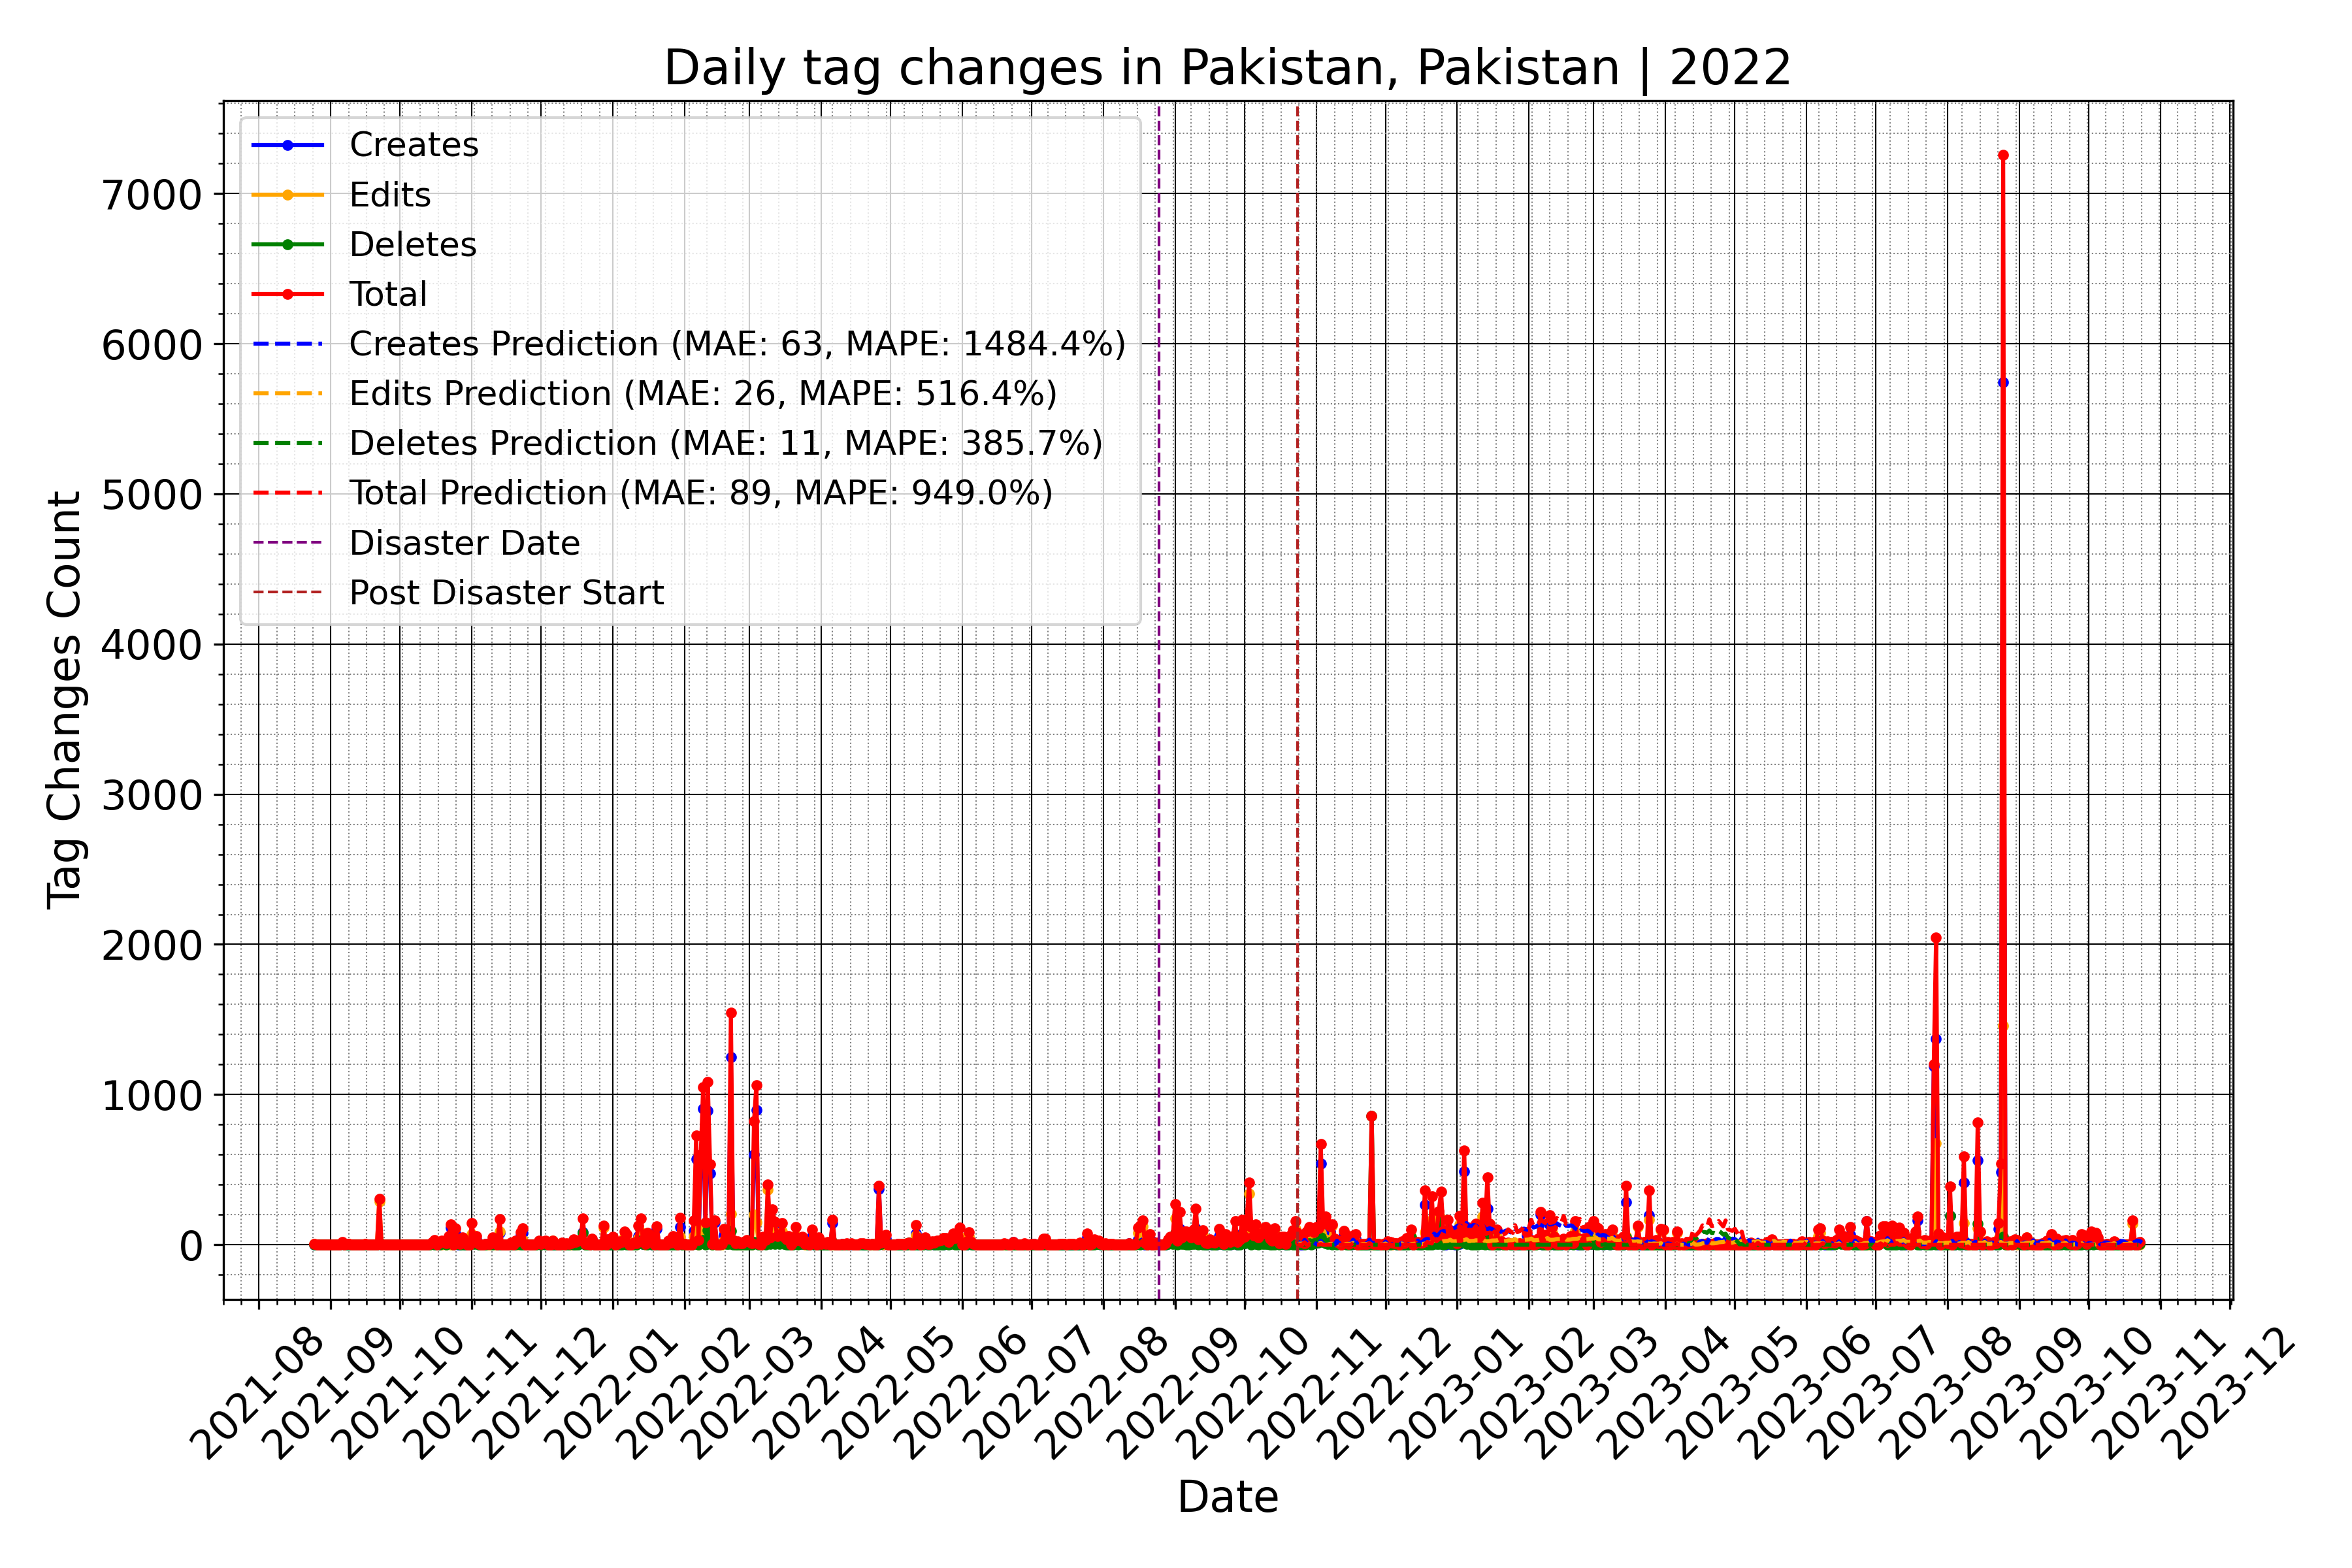 Daily tag changes in Pakistan, Pakistan | 2022
Creates
Edits
Deletes
Total
Creates Prediction (MAE: 63, MAPE: 1484.4%)
Edits Prediction (MAE: 26, MAPE: 516.4%)
Deletes Prediction (MAE: 11, MAPE: 385.7%)
Total Prediction (MAE: 89, MAPE: 949.0%)
Disaster Date
Post Disaster Start
Tag Changes Count
7000
6000
5000
4000
3000
2000
1000
0
2021-08
2021-09
2021-10
2021-11
2021-12
2022-01
2022-02
2022-03
2022-04
2022-05
2022-06
2022-07
2022-08
2022-09
2022-10
2022-11
2022-12
2023-01
2023-02
2023-03
2023-04
2023-05
2023-06
2023-07
2023-08
2023-09
2023-10
2023-11
2023-12
Date